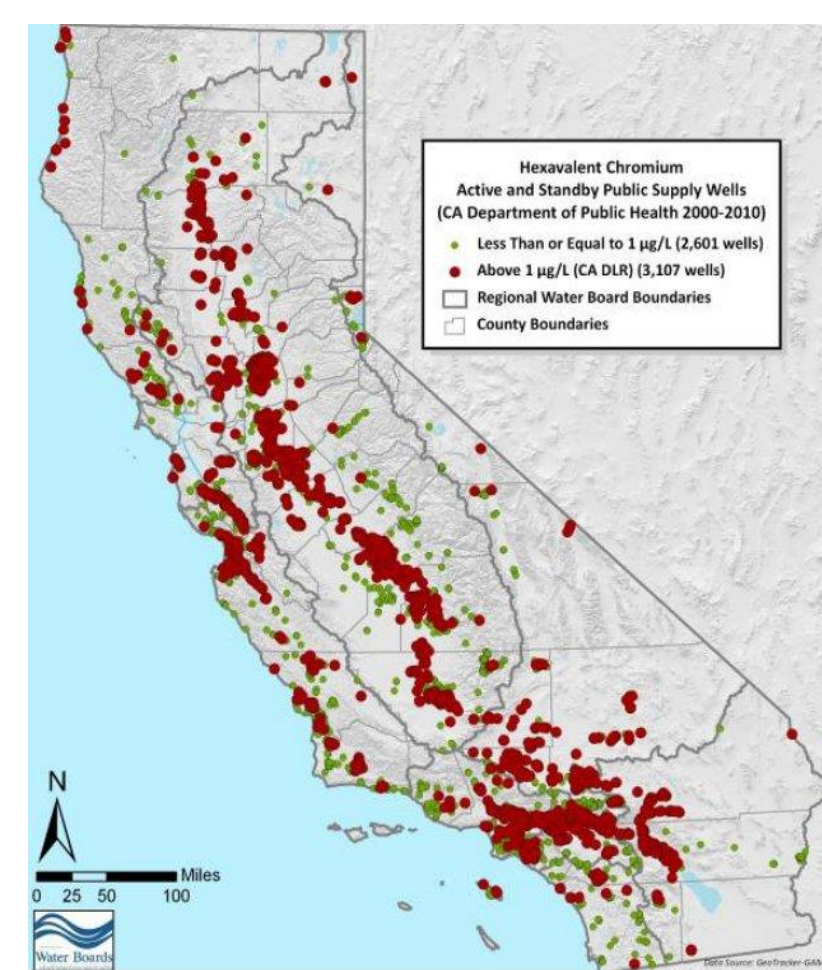 Hexavalent Chromium
Active and Standby Public Supply Wells
(CA Department of Public Health 2000-2010)
Less Than or Equal to 1 µg/L (2,601 wells)
Above 1 µg/L (CA DLR) (3,107 wells)
Regional Water Board Boundaries
County Boundaries
N
Miles
0 25 50 100
Water Boards
Data Source: GeoTracker-GAM